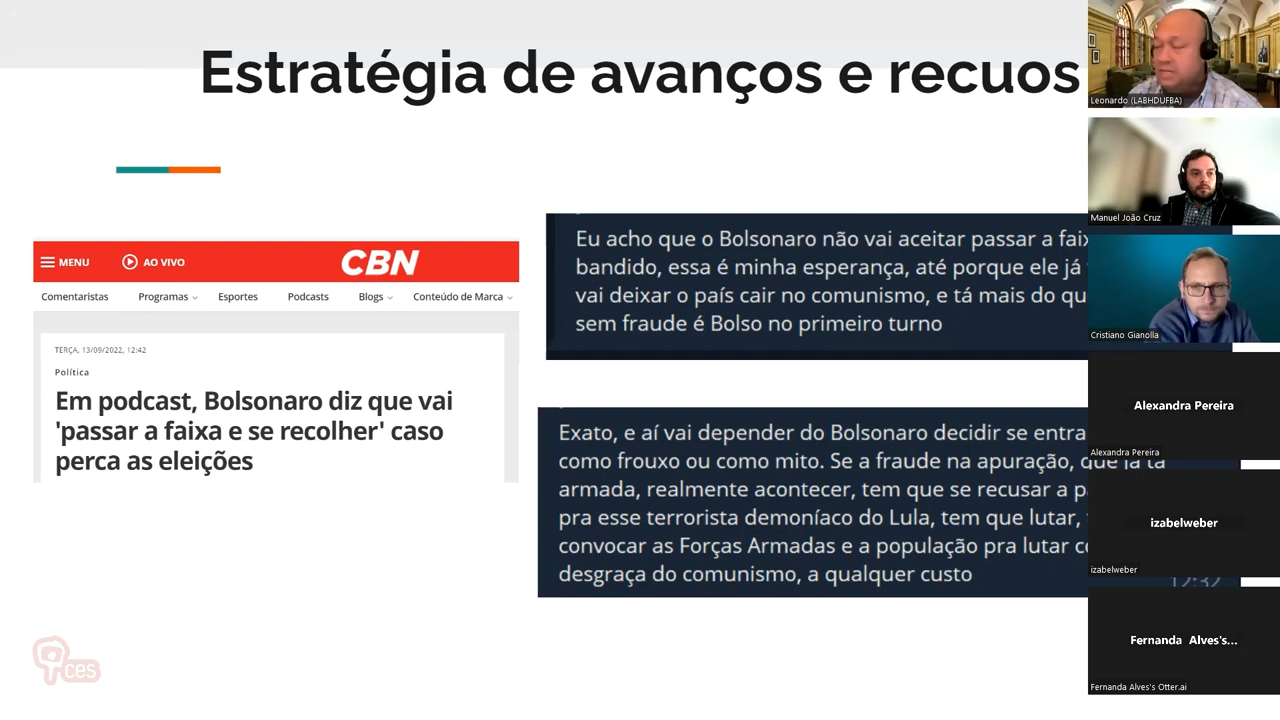 Estratégia de avanços e recuos
MENU
AO VIVO
CBN
Comentaristas Programas Esportes Podcasts Blogs Conteúdo de Marca
TERÇA, 13/09/2022, 12:42
Política
Em podcast, Bolsonaro diz que vai
'passar a faixa e se recolher' caso
perca as eleições
Eu acho que o Bolsonaro não vai aceitar passar a
bandido, essa é minha esperança, até porque ele já
vai deixar o país cair no comunismo, e tá mais do
sem fraude é Bolso no primeiro turno
Exato, e aí vai depender do Bolsonaro decidir se
como frouxo ou como mito. Se a fraude na apuração, que já tá
armada, realmente acontecer, tem que se recusar a
pra esse terrorista demoníaco do Lula, tem que lutar,
convocar as Forças Armadas e a população pra lutar
desgraça do comunismo, a qualquer custo
12:32
ces
Leonardo (LABHDUFBA)
Manuel João Cruz
Cristiano Gianolla
Alexandra Pereira
Alexandra Pereira
izabelweber
izabelweber
Fernanda Alves's...
Fernanda Alves's Otter.ai